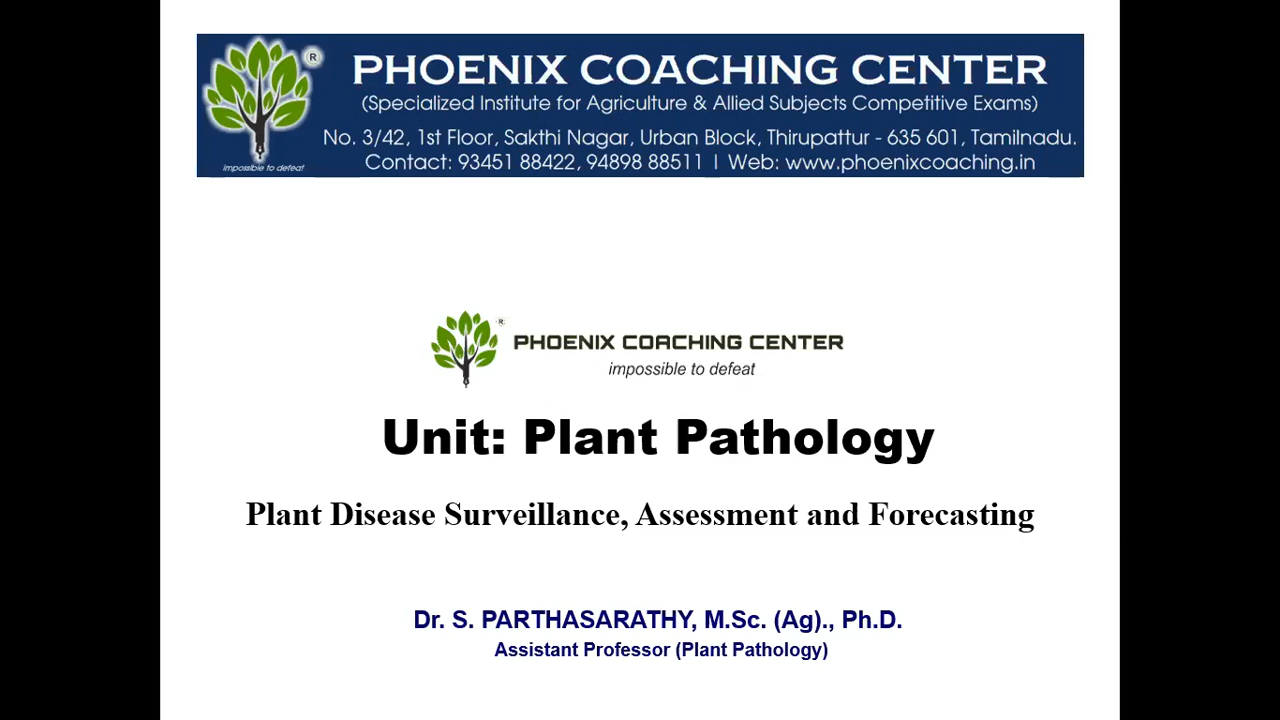 PHOENIX COACHING CENTER
(Specialized Institute for Agriculture & Allied Subjects Competitive Exams)
No. 3/42, 1st Floor, Sakthi Nagar, Urban Block, Thirupattur - 635 601, Tamilnadu.
Contact: 93451 88422, 94898 88511 | Web: www.phoenixcoaching.in
®
impossible to defeat
®
PHOENIX COACHING CENTER
impossible to defeat
Unit: Plant Pathology
Plant Disease Surveillance, Assessment and Forecasting
Dr. S. PARTHASARATHY, M.Sc. (Ag)., Ph.D.
Assistant Professor (Plant Pathology)